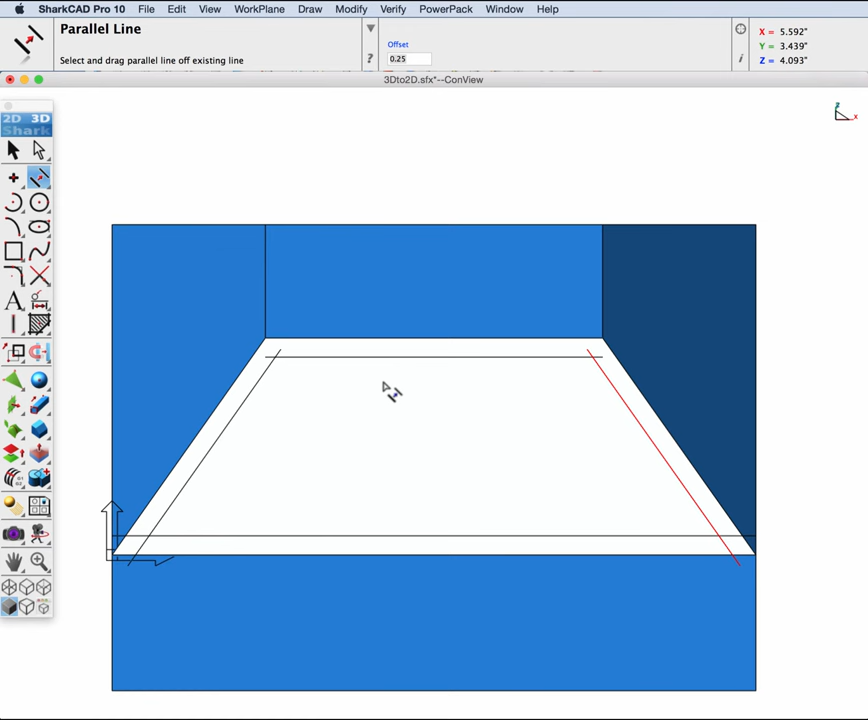 SharkCAD Pro 10 File Edit View WorkPlane Draw Modify Verify PowerPack Window Help
Parallel Line
Select and drag parallel line off existing line
Offset
0.25
X = 5.592"
Y = 3.439"
Z = 4.093"
3Dto2D.sfx*--ConView
2D 3D
Shark
A
G1
G2
z
x